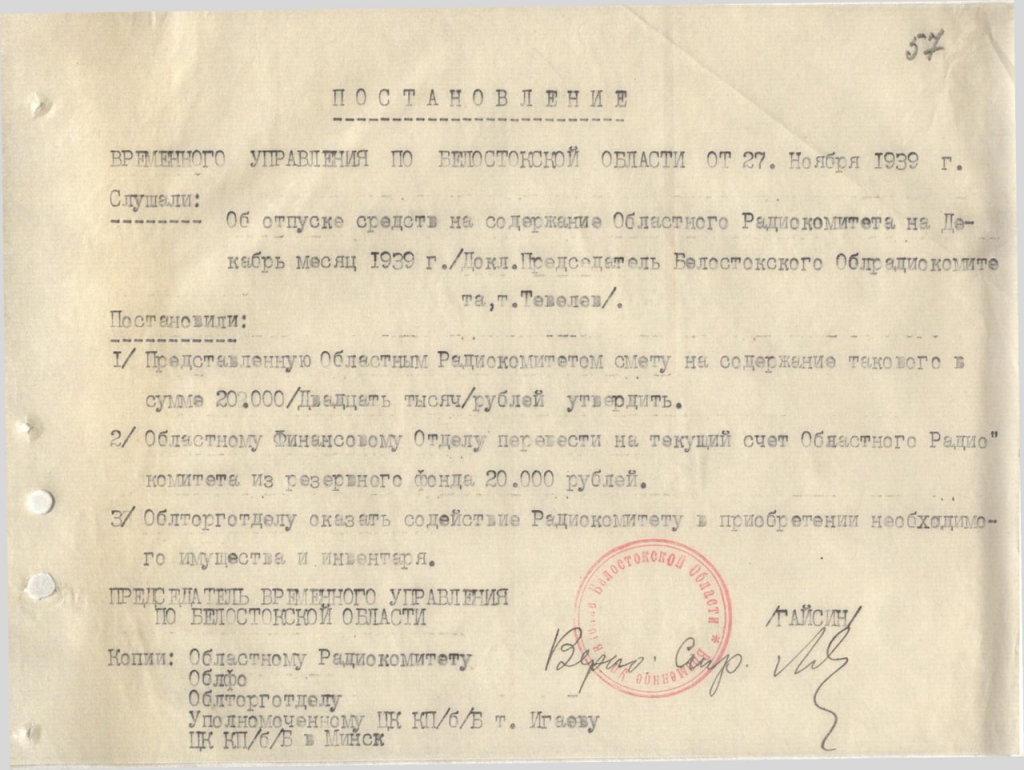 57
ПОСТАНОВЛЕНИЕ
ВРЕМЕННОГО УПРАВЛЕНИЯ ПО БЕЛОСТОКСКОЙ ОБЛАСТИ ОТ 27. Ноября 1939 г.
Слушали:
Об отпуске средств на содержание Областного Радиокомитета на Де-
кабрь месяц 1939 г./Докл.Председатель Белостокского Облрадиокомите
та,т.Тевелев/.
Постановили:
1/ Представленную Областным Радиокомитетом смету на содержание такового в
сумме 20.000/Двадцать тысяч/рублей утвердить.
2/ Областному Финансовому Отделу перевести на текущий счет Областного Радио"
комитета из резервного фонда 20.000 рублей.
3/ Облторготделу оказать содействие Радиокомитету в приобретении необходимо-
го имущества и инвентаря.
ПРЕДСЕДАТЕЛЬ ВРЕМЕННОГО УПРАВЛЕНИЯ
ПО БЕЛОСТОКСКОЙ ОБЛАСТИ
/ГАЙСИН/
Временное Управление Белостокской Области *
Верно:
Копии: Областному Радиокомитету
Облфо
Облторготделу
Уполномоченному ЦК КП/б/Б т. Игаеву
ЦК КП/б/Б в Минск